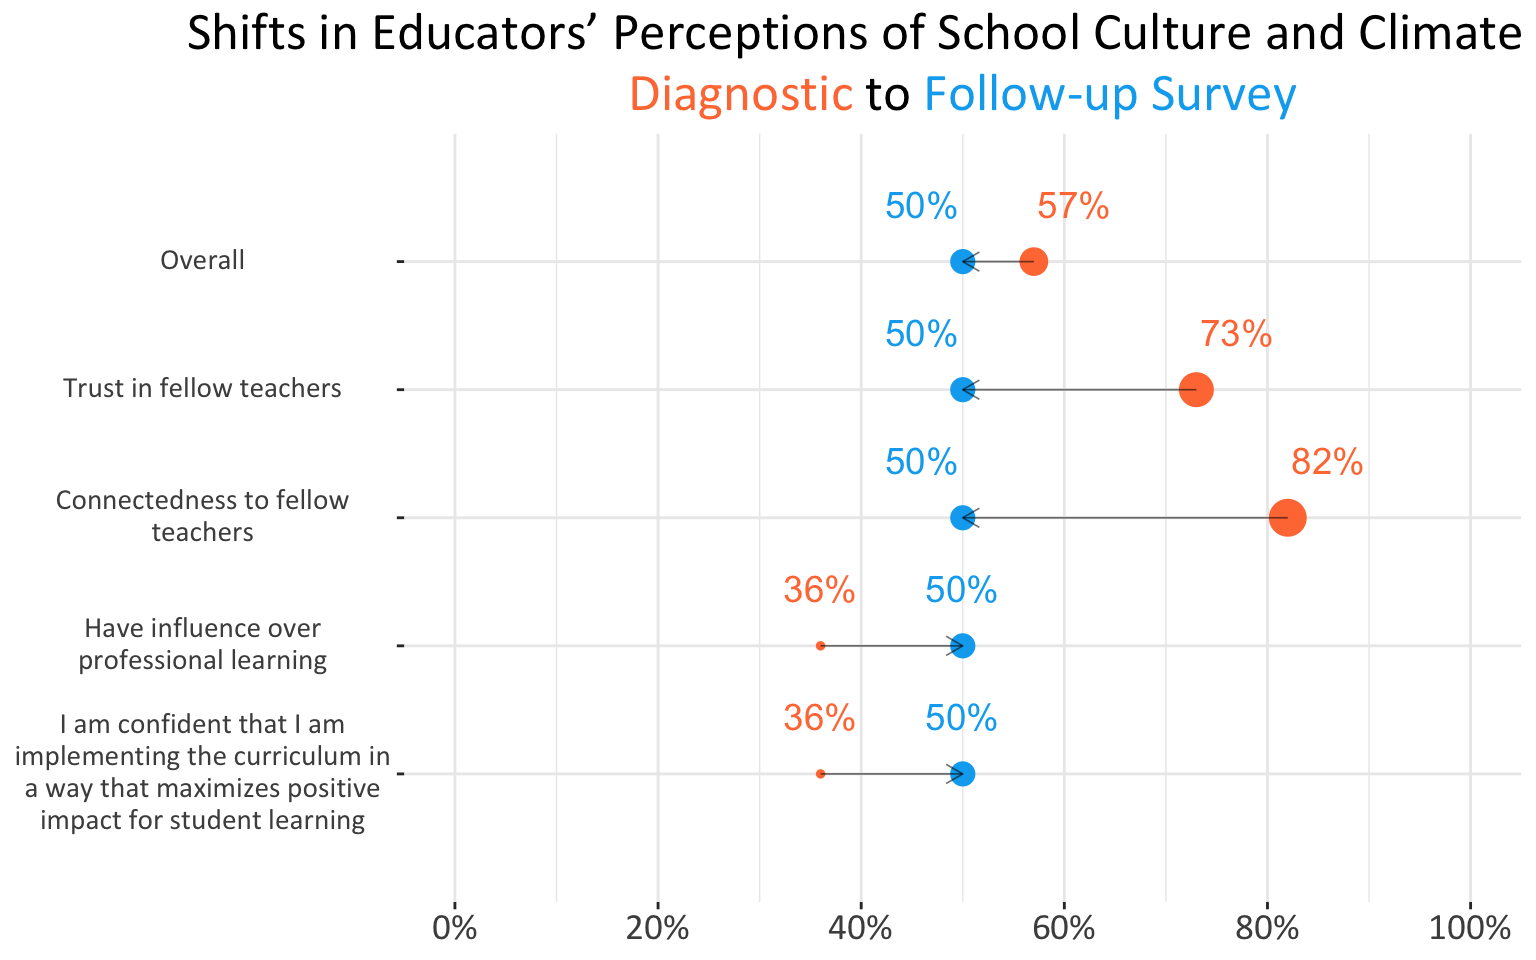 Shifts in Educators’ Perceptions of School Culture and Climate
Diagnostic to Follow-up Survey
50% 57%
Overall
50% 73%
Trust in fellow teachers
50% 82%
Connectedness to fellow
teachers
36% 50%
Have influence over
professional learning
36% 50%
I am confident that I am
implementing the curriculum in
a way that maximizes positive
impact for student learning
0% 20% 40% 60% 80% 100%